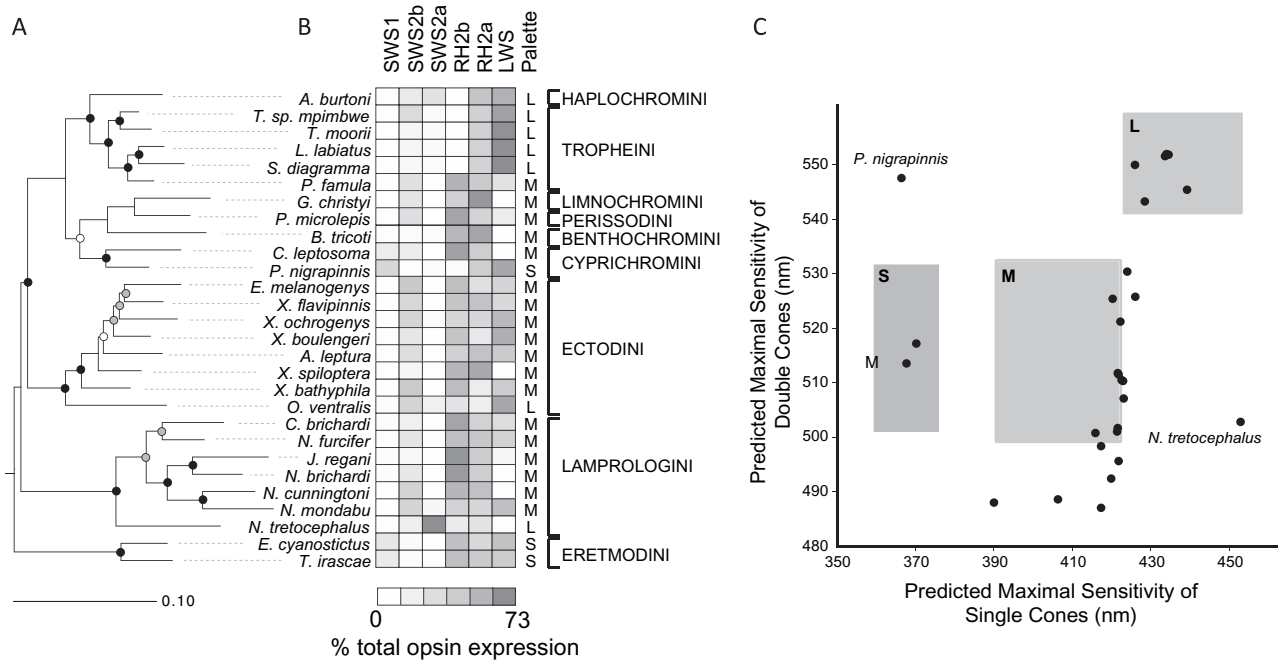 A
B
C
SWS1 SWS2b SWS2a RH2b RH2a LWS Palette
A. burtoni L HAPLOCHROMINI
T. sp. mpimbwe L
T. moorii L
L. labiatus L TROPHEINI
S. diagramma L
P. famula M
G. christyi M LIMNOCHROMINI
P. microlepis M PERISSODINI
B. tricoti M BENTHOCHROMINI
C. leptosoma M CYPRICHROMINI
P. nigrapinnis S
E. melanogenys M
X. flavipinnis M
X. ochrogenys M
X. boulengeri M ECTODINI
A. leptura M
X. spiloptera M
X. bathyphila M
O. ventralis L
C. brichardi M
N. furcifer M
J. regani M LAMPROLOGINI
N. brichardi M
N. cunningtoni M
N. mondabu M
N. tretocephalus L
E. cyanostictus S ERETMODINI
T. irascae S
0.10
0 73
% total opsin expression
Predicted Maximal Sensitivity of
Double Cones (nm)
550
540
530
520
510
500
490
480
350 370 390 410 430 450
Predicted Maximal Sensitivity of
Single Cones (nm)
L
P. nigrapinnis
S
M
M
N. tretocephalus